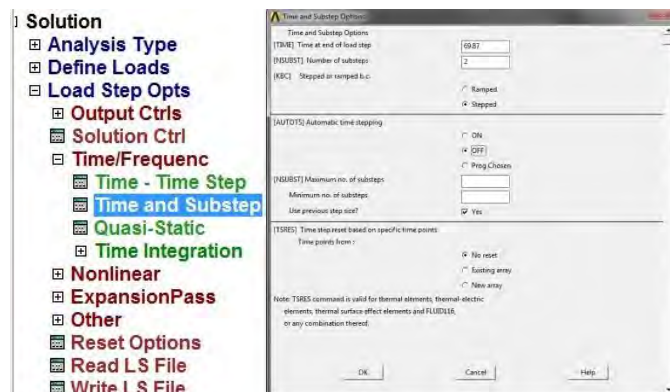 Solution
Analysis Type
Define Loads
Load Step Opts
Output Ctrls
Solution Ctrl
Time/Frequenc
Time - Time Step
Time and Substep
Quasi-Static
Time Integration
Nonlinear
ExpansionPass
Other
Reset Options
Read LS File
Write LS File
Time and Substep Options
Time and Substep Options
[TIME] Time at end of load step
69.87
[NSUBST] Number of substeps
2
[KBC] Stepped or ramped b.c.
Ramped
Stepped
[AUTOTS] Automatic time stepping
ON
OFF
Prog Chosen
[NSUBST] Maximum no. of substeps
Minimum no. of substeps
Use previous step size?
Yes
[TSRES] Time step reset based on specific time points
Time points from :
No reset
Existing array
New array
Note: TSRES command is valid for thermal elements, thermal-electric
elements, thermal surface effect elements and FLUID116,
or any combination thereof.
OK
Cancel
Help